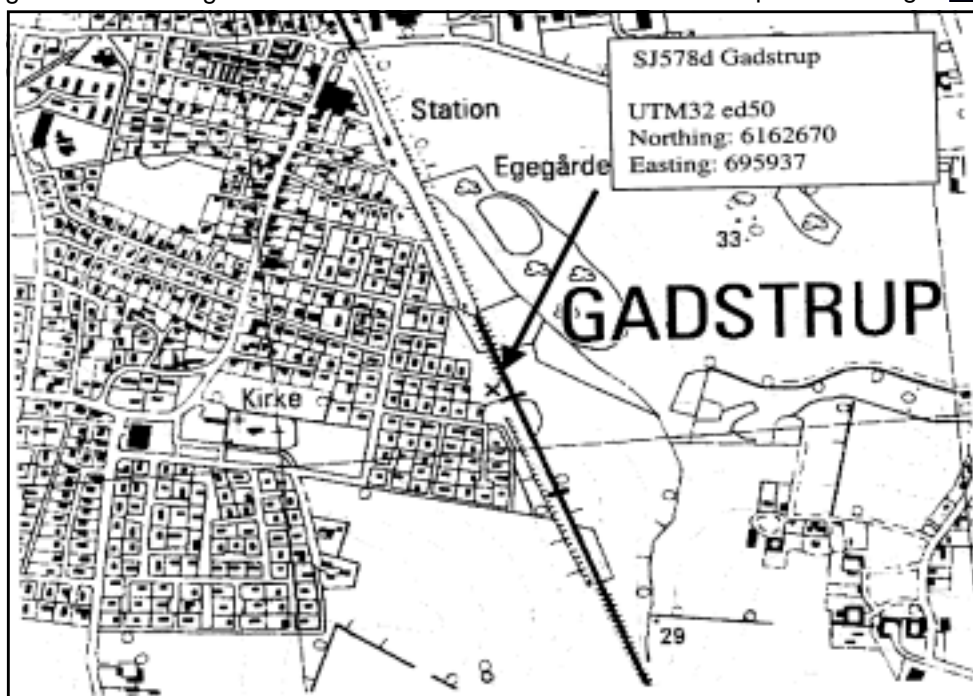 SJ578d Gadstrup
UTM32 ed50
Northing: 6162670
Easting: 695937
Station
Egegårde
33
GADSTRUP
Kirke
29